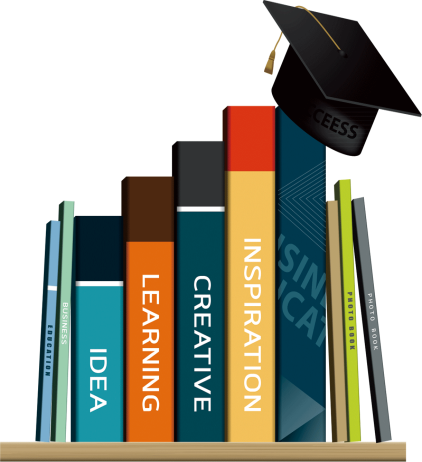 EDUCATION
BUSINESS
IDEA
LEARNING
CREATIVE
INSPIRATION
PHOTO BOOK
PHOTO BOOK
CEESS